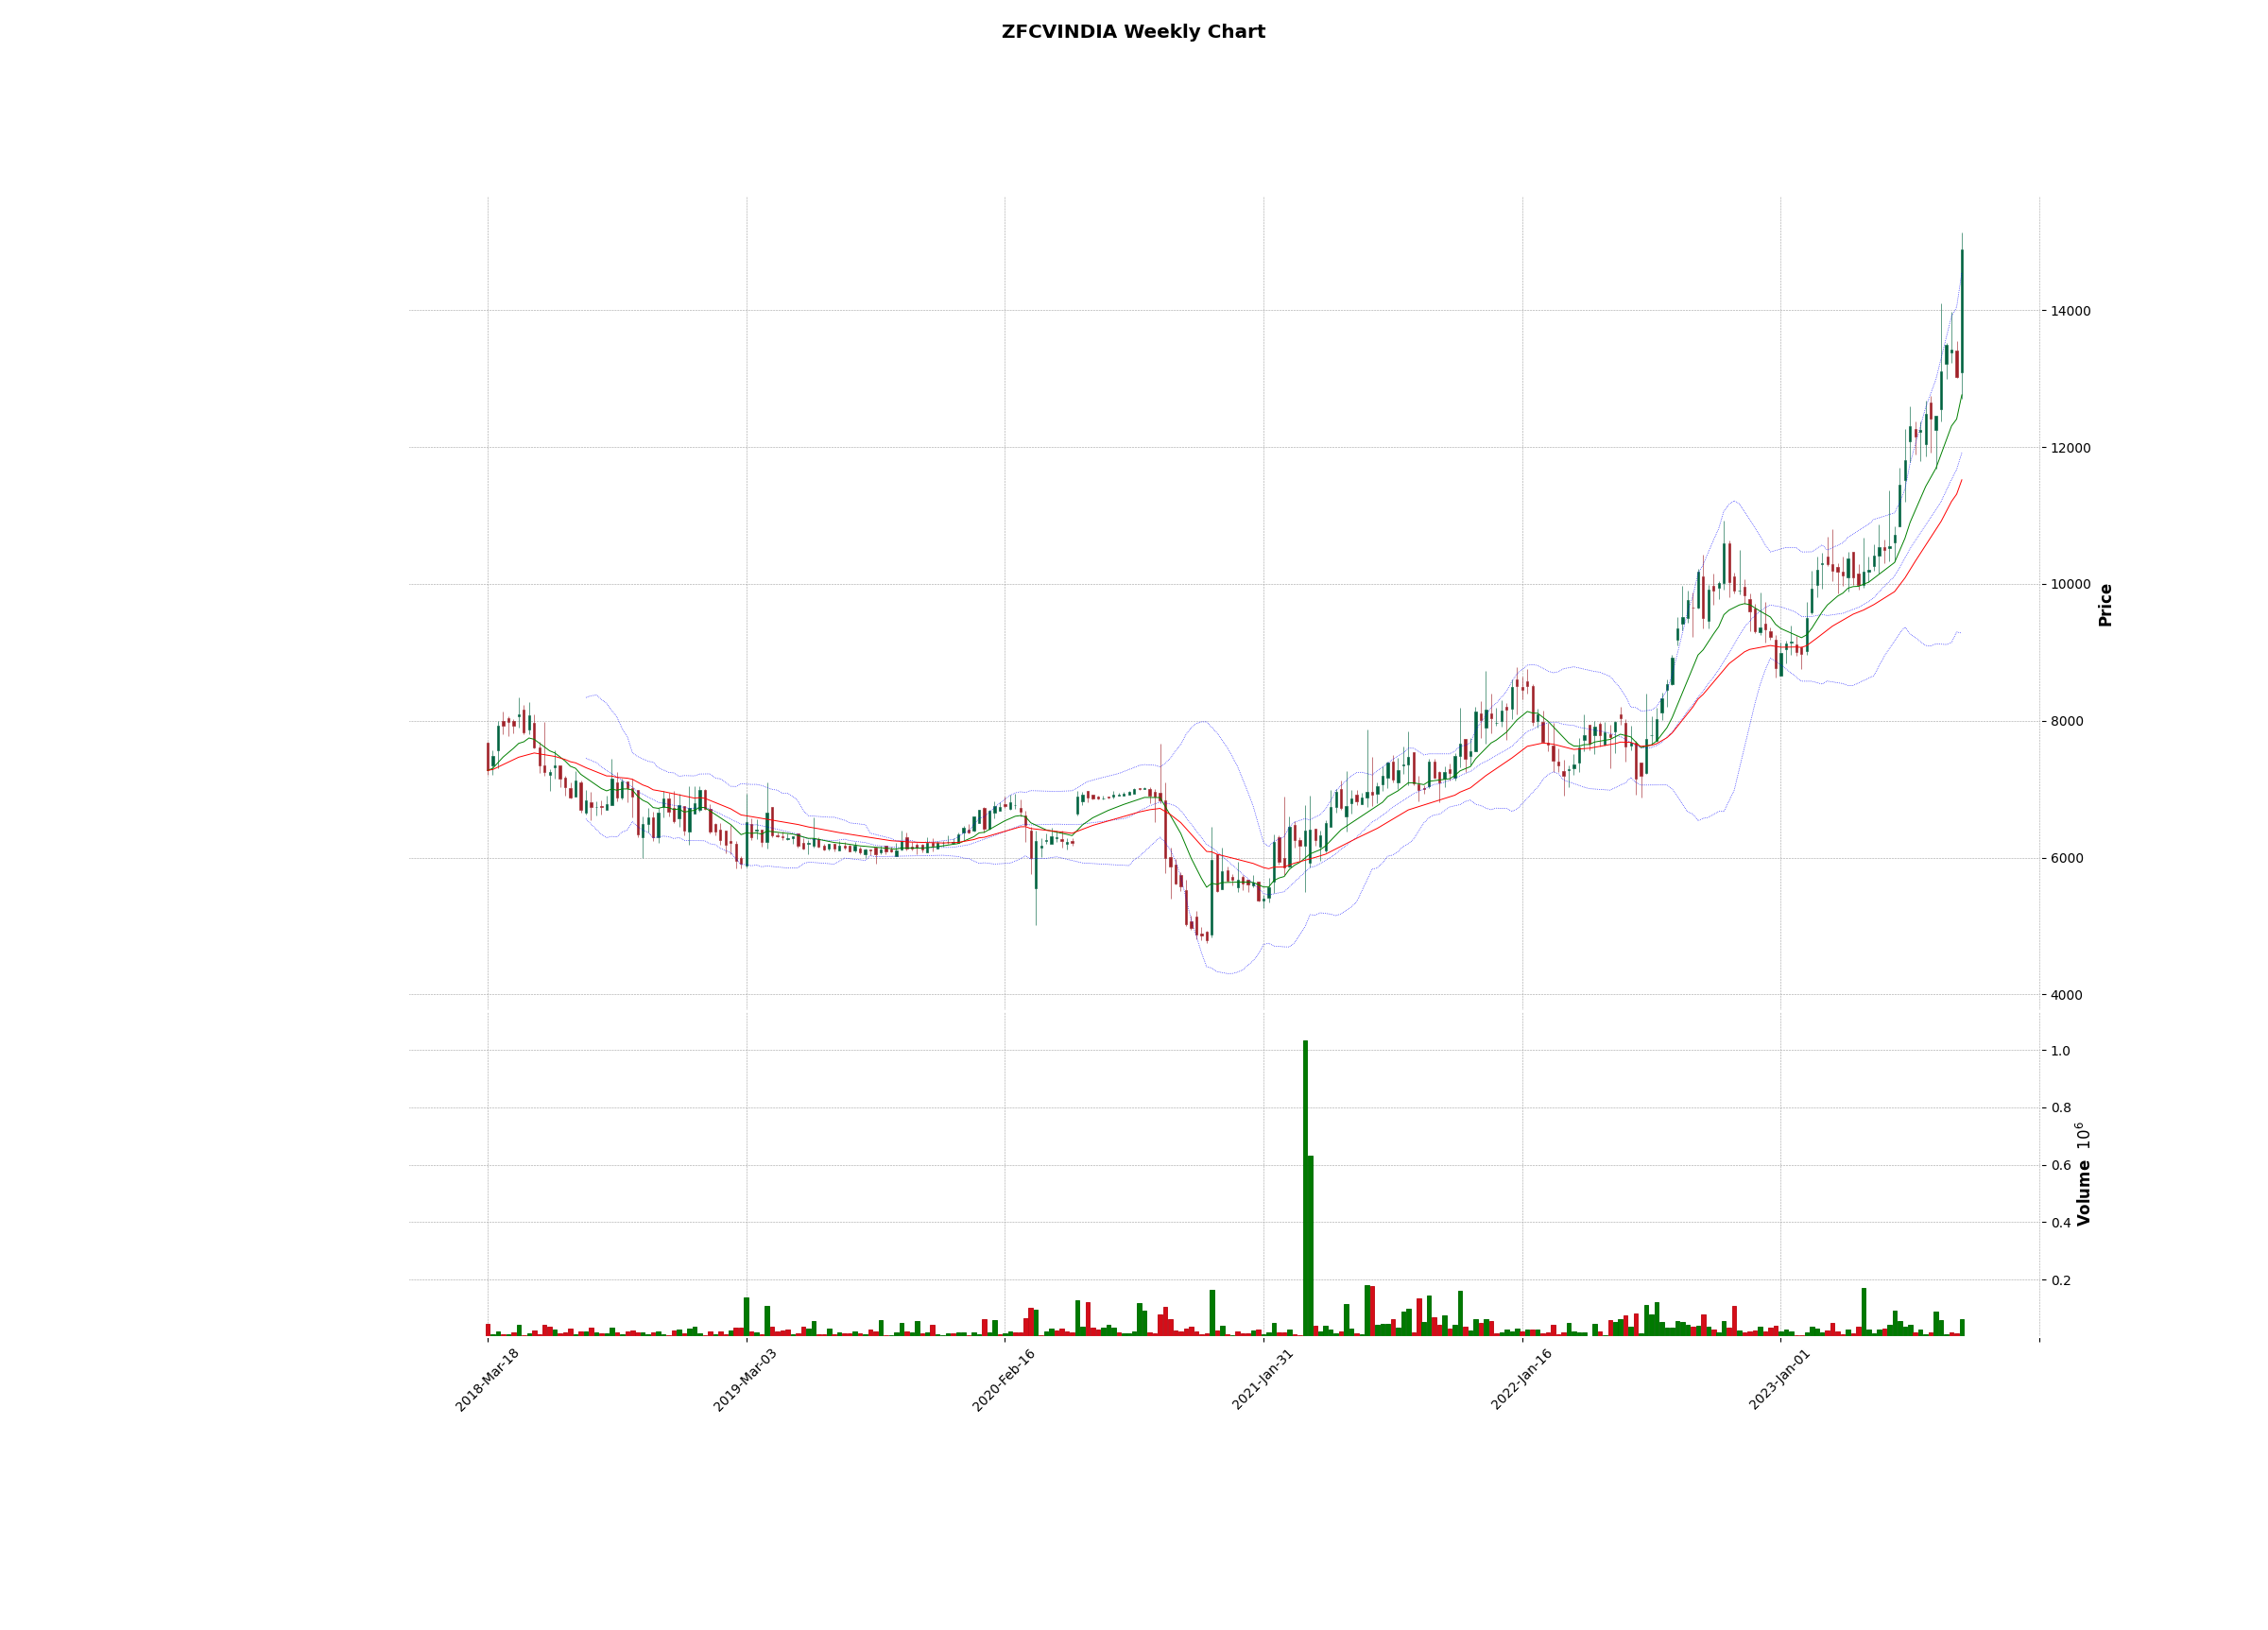 ZFCVINDIA Weekly Chart
14000
12000
10000
8000
6000
4000
Price
1.0
0.8
0.6
0.4
0.2
Volume 10^6
2018-Mar-18
2019-Mar-03
2020-Feb-16
2021-Jan-31
2022-Jan-16
2023-Jan-01